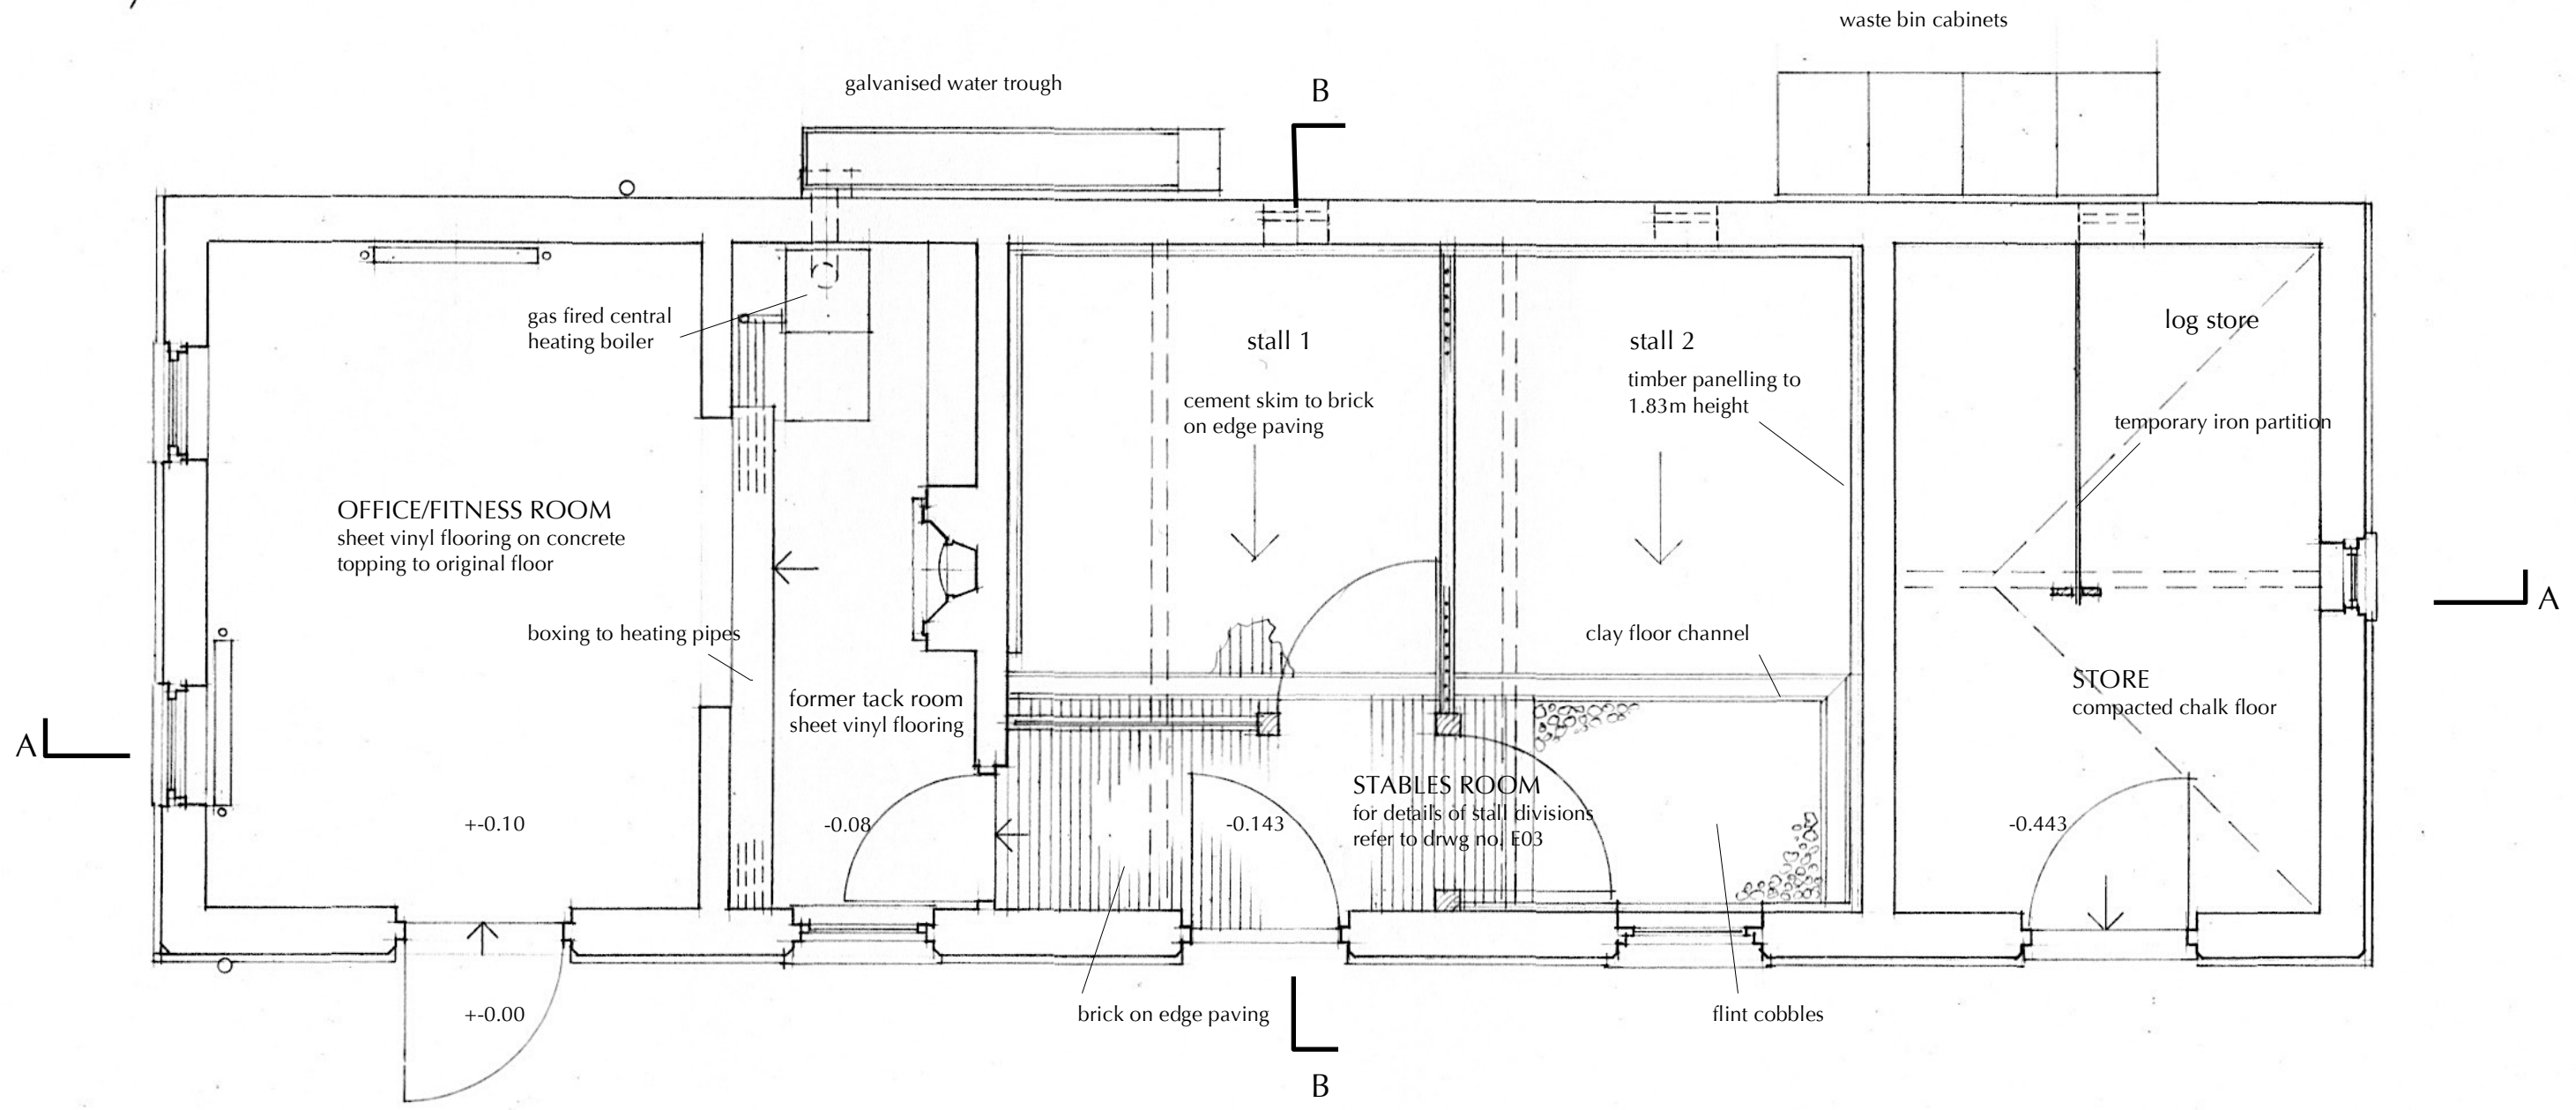 waste bin cabinets
galvanised water trough
B
gas fired central
heating boiler
stall 1
cement skim to brick
on edge paving
stall 2
timber panelling to
1.83m height
log store
temporary iron partition
OFFICE/FITNESS ROOM
sheet vinyl flooring on concrete
topping to original floor
boxing to heating pipes
former tack room
sheet vinyl flooring
clay floor channel
STORE
compacted chalk floor
A
A
STABLES ROOM
for details of stall divisions
refer to drwg no. E03
+-0.10
-0.08
-0.143
-0.443
+-0.00
brick on edge paving
flint cobbles
B